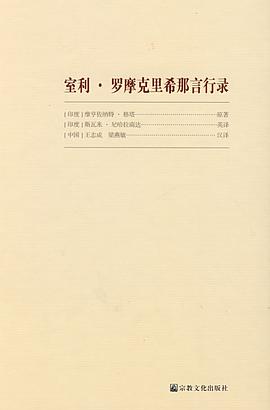 室利·罗摩克里希那言行录
[印度] 摩亨佐纳特·格塔……原著
[印度] 斯瓦米·尼哈拉南达……英译
[中国] 王志成 梁燕敏……汉译
宗教文化出版社